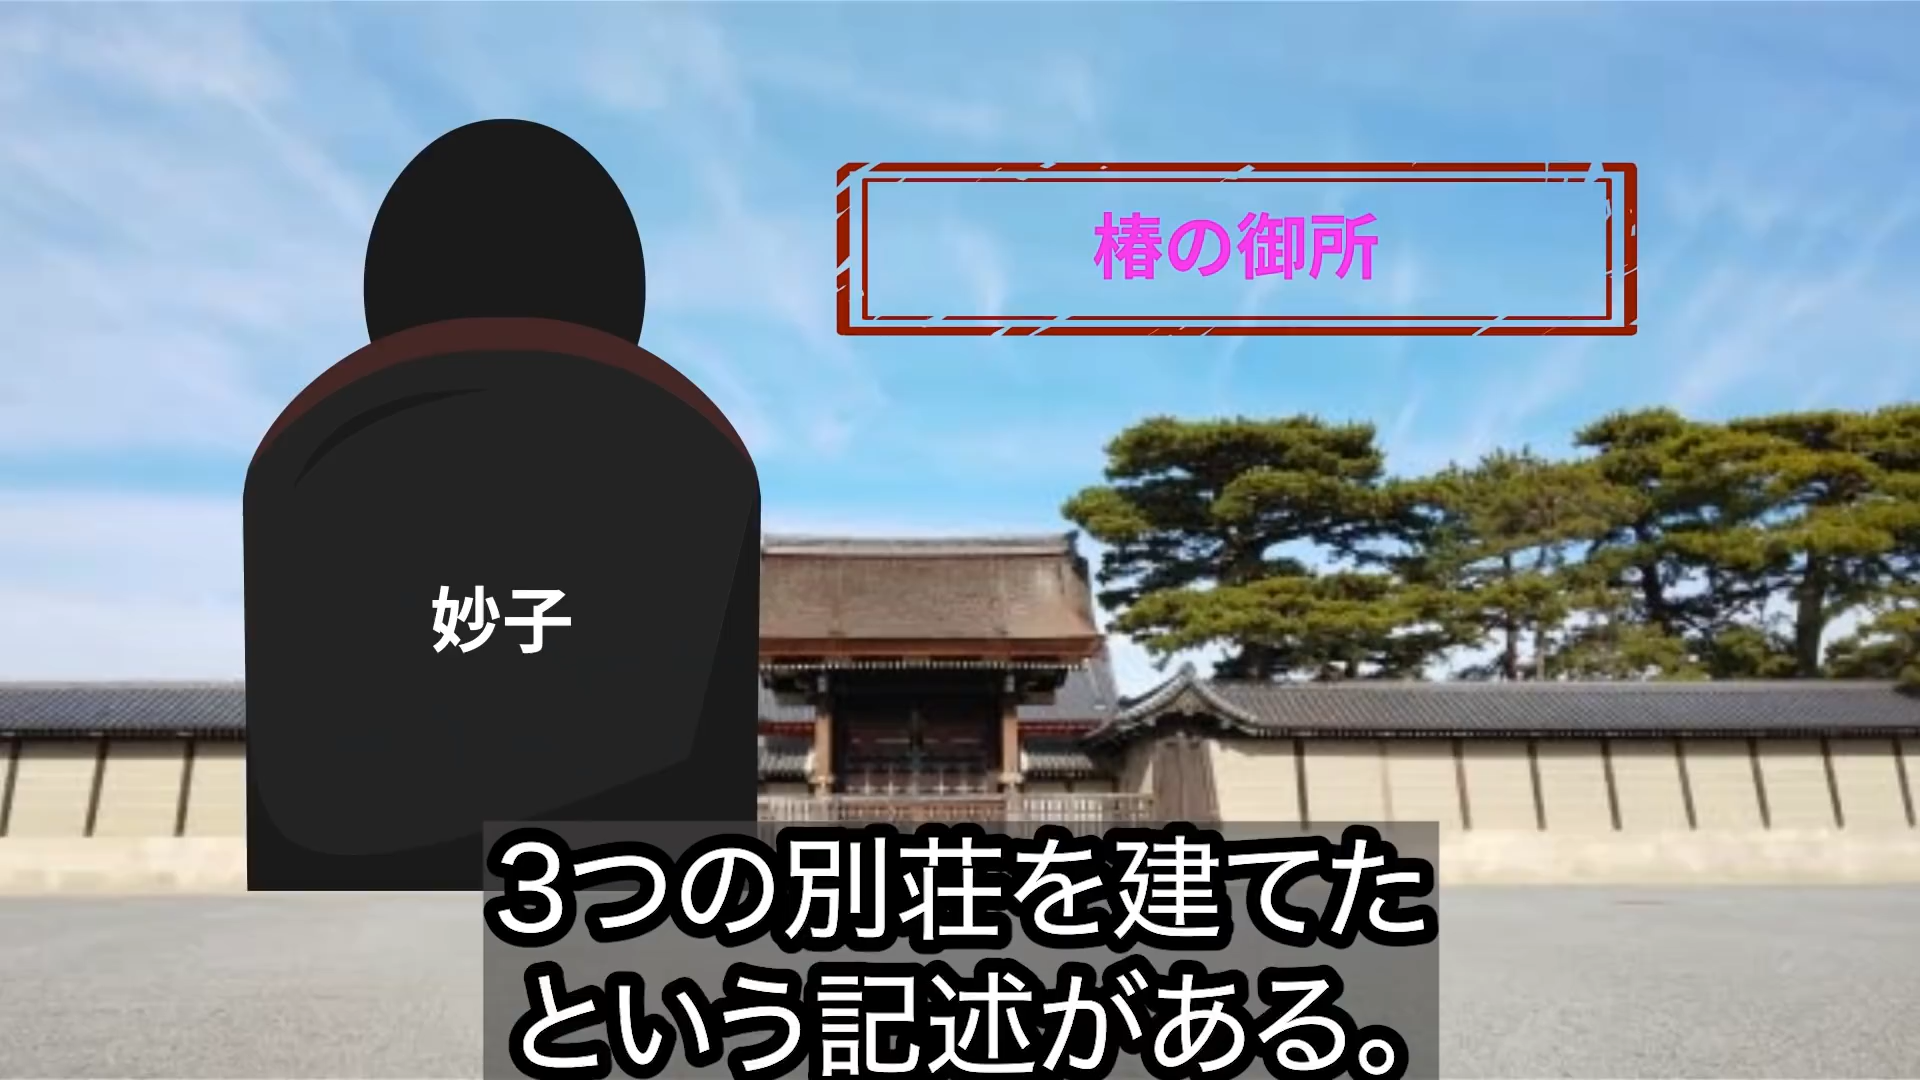 椿の御所
妙子
3つの別荘を建てた
という記述がある。